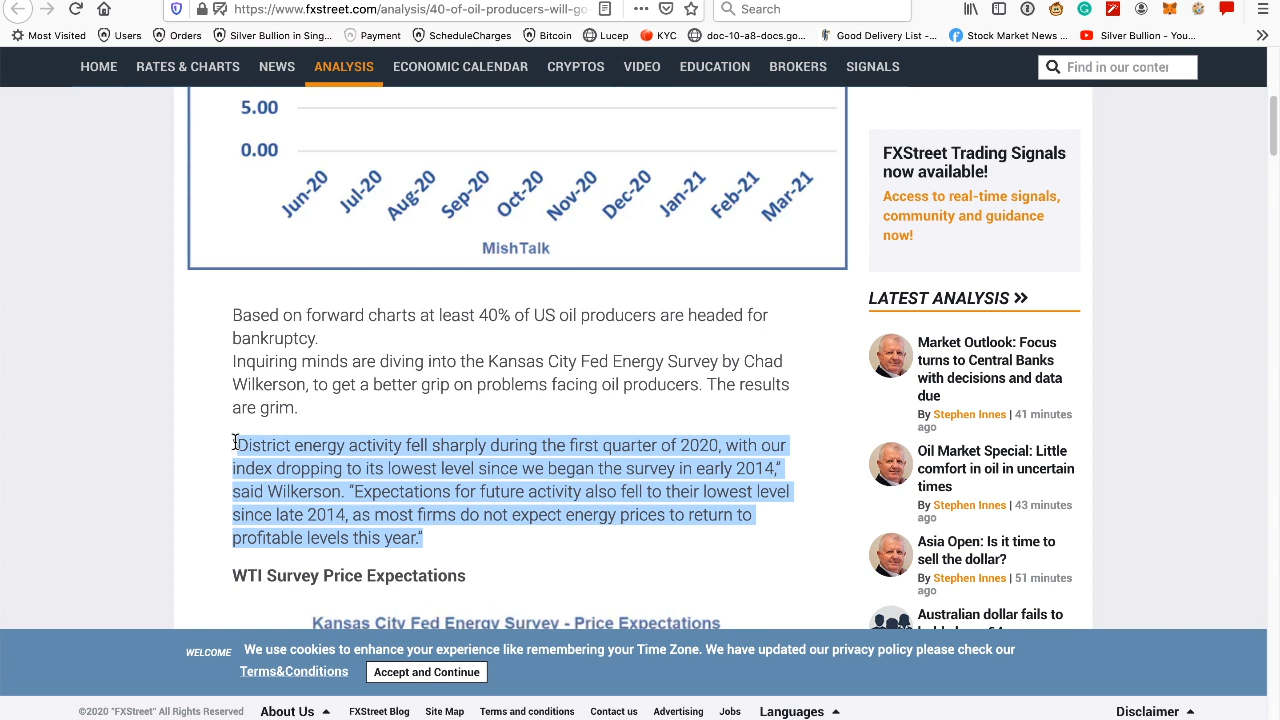 https://www.fxstreet.com/analysis/40-of-oil-producers-will-go
Search
Most Visited
Users
Orders
Silver Bullion in Sing...
Payment
ScheduleCharges
Bitcoin
Lucep
KYC
doc-10-a8-docs.go...
Good Delivery List -...
Stock Market News ...
Silver Bullion - You...
HOME
RATES & CHARTS
NEWS
ANALYSIS
ECONOMIC CALENDAR
CRYPTOS
VIDEO
EDUCATION
BROKERS
SIGNALS
Find in our conter
5.00
0.00
Jun-20
Jul-20
Aug-20
Sep-20
Oct-20
Nov-20
Dec-20
Jan-21
Feb-21
Mar-21
MishTalk
Based on forward charts at least 40% of US oil producers are headed for
bankruptcy.
Inquiring minds are diving into the Kansas City Fed Energy Survey by Chad
Wilkerson, to get a better grip on problems facing oil producers. The results
are grim.
"District energy activity fell sharply during the first quarter of 2020, with our
index dropping to its lowest level since we began the survey in early 2014,”
said Wilkerson. “Expectations for future activity also fell to their lowest level
since late 2014, as most firms do not expect energy prices to return to
profitable levels this year.”
WTI Survey Price Expectations
Kansas City Fed Energy Survey - Price Expectations
FXStreet Trading Signals
now available!
Access to real-time signals,
community and guidance
now!
LATEST ANALYSIS
Market Outlook: Focus
turns to Central Banks
with decisions and data
due
By Stephen Innes | 41 minutes
ago
Oil Market Special: Little
comfort in oil in uncertain
times
By Stephen Innes | 43 minutes
ago
Asia Open: Is it time to
sell the dollar?
By Stephen Innes | 51 minutes
ago
Australian dollar fails to
WELCOME
We use cookies to enhance your experience like remembering your Time Zone. We have updated our privacy policy please check our
Terms&Conditions
Accept and Continue
©2020 "FXStreet" All Rights Reserved
About Us
FXStreet Blog
Site Map
Terms and conditions
Contact us
Advertising
Jobs
Languages
Disclaimer